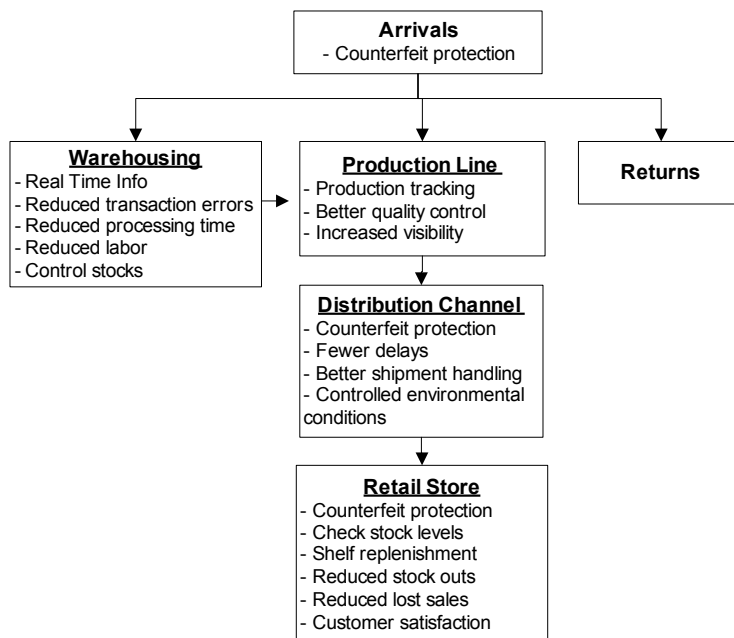 Arrivals
- Counterfeit protection
Warehousing
- Real Time Info
- Reduced transaction errors
- Reduced processing time
- Reduced labor
- Control stocks
Production Line
- Production tracking
- Better quality control
- Increased visibility
Returns
Distribution Channel
- Counterfeit protection
- Fewer delays
- Better shipment handling
- Controlled environmental
conditions
Retail Store
- Counterfeit protection
- Check stock levels
- Shelf replenishment
- Reduced stock outs
- Reduced lost sales
- Customer satisfaction